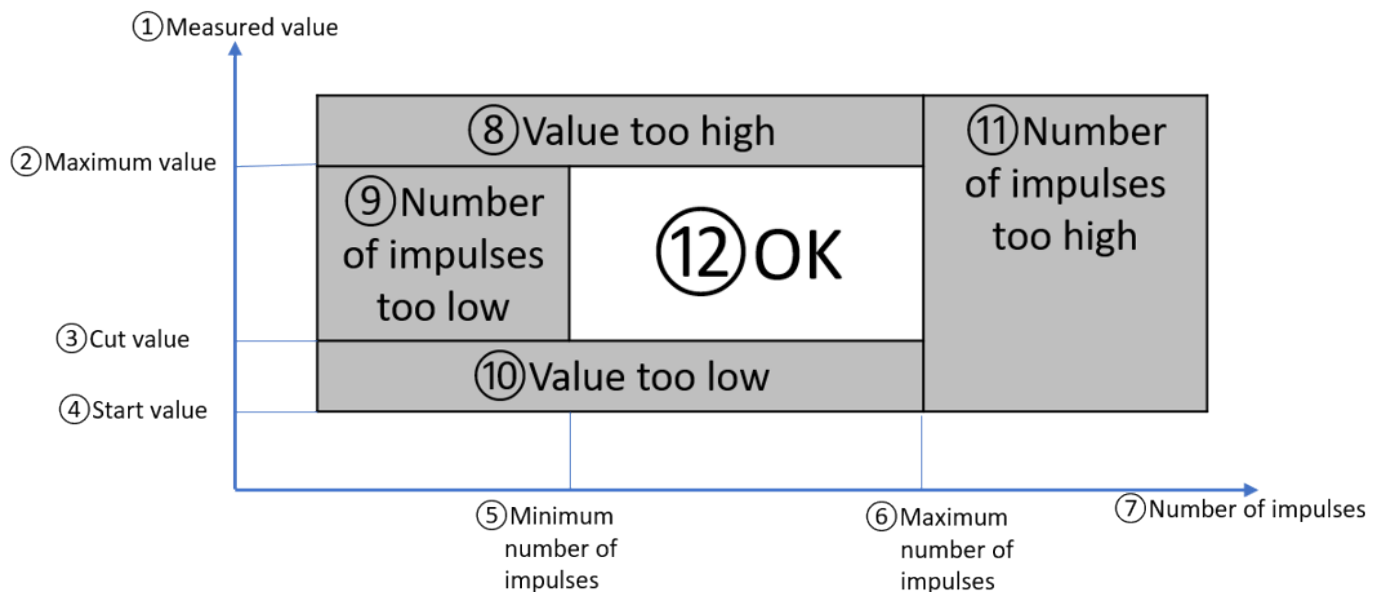 ①Measured value
⑧Value too high
⑪Number
of impulses
too high
②Maximum value
⑨Number
of impulses
too low
⑫OK
③Cut value
⑩Value too low
④Start value
⑤Minimum
number of
impulses
⑥Maximum
number of
impulses
⑦Number of impulses